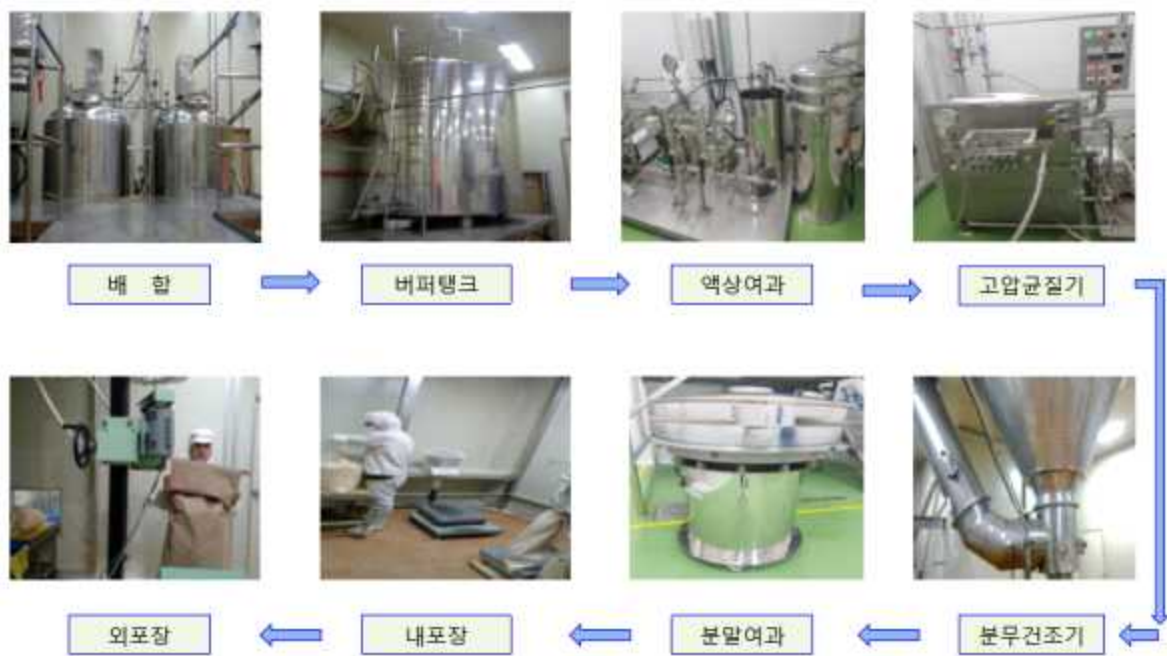 배 합
버퍼탱크
액상여과
고압균질기
외포장
내포장
분말여과
분무건조기